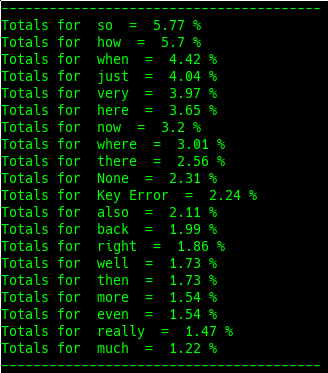 ----------------------------------------
Totals for  so  =  5.77 %
Totals for  how  =  5.7 %
Totals for  when  =  4.42 %
Totals for  just  =  4.04 %
Totals for  very  =  3.97 %
Totals for  here  =  3.65 %
Totals for  now  =  3.2 %
Totals for  where  =  3.01 %
Totals for  there  =  2.56 %
Totals for  None  =  2.31 %
Totals for  Key Error  =  2.24 %
Totals for  also  =  2.11 %
Totals for  back  =  1.99 %
Totals for  right  =  1.86 %
Totals for  well  =  1.73 %
Totals for  then  =  1.73 %
Totals for  more  =  1.54 %
Totals for  even  =  1.54 %
Totals for  really  =  1.47 %
Totals for  much  =  1.22 %
----------------------------------------